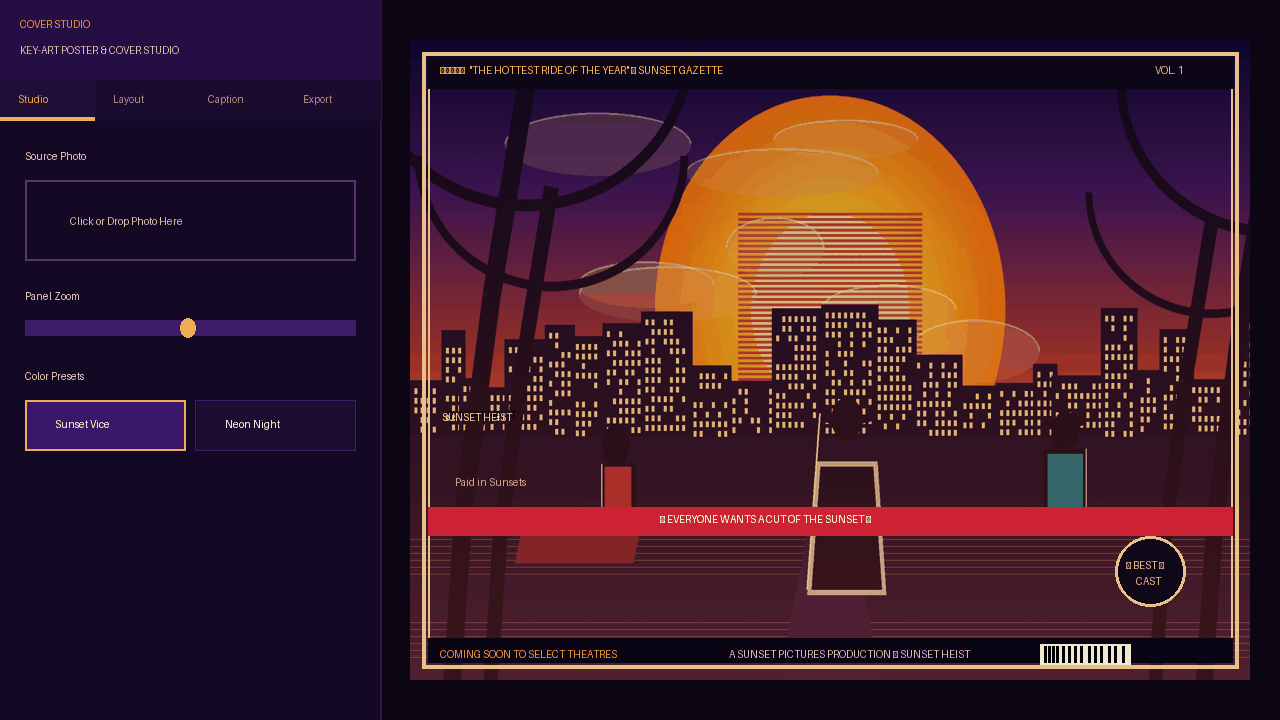 COVER STUDIO
KEY-ART POSTER & COVER STUDIO
Studio
Layout
Caption
Export
Source Photo
Click or Drop Photo Here
Panel Zoom
Color Presets
Sunset Vice
Neon Night
"THE HOTTEST RIDE OF THE YEAR" SUNSET GAZETTE
VOL. 1
SUNSET HEIST
Paid in Sunsets
EVERYONE WANTS A CUT OF THE SUNSET
BEST
CAST
COMING SOON TO SELECT THEATRES
A SUNSET PICTURES PRODUCTION SUNSET HEIST